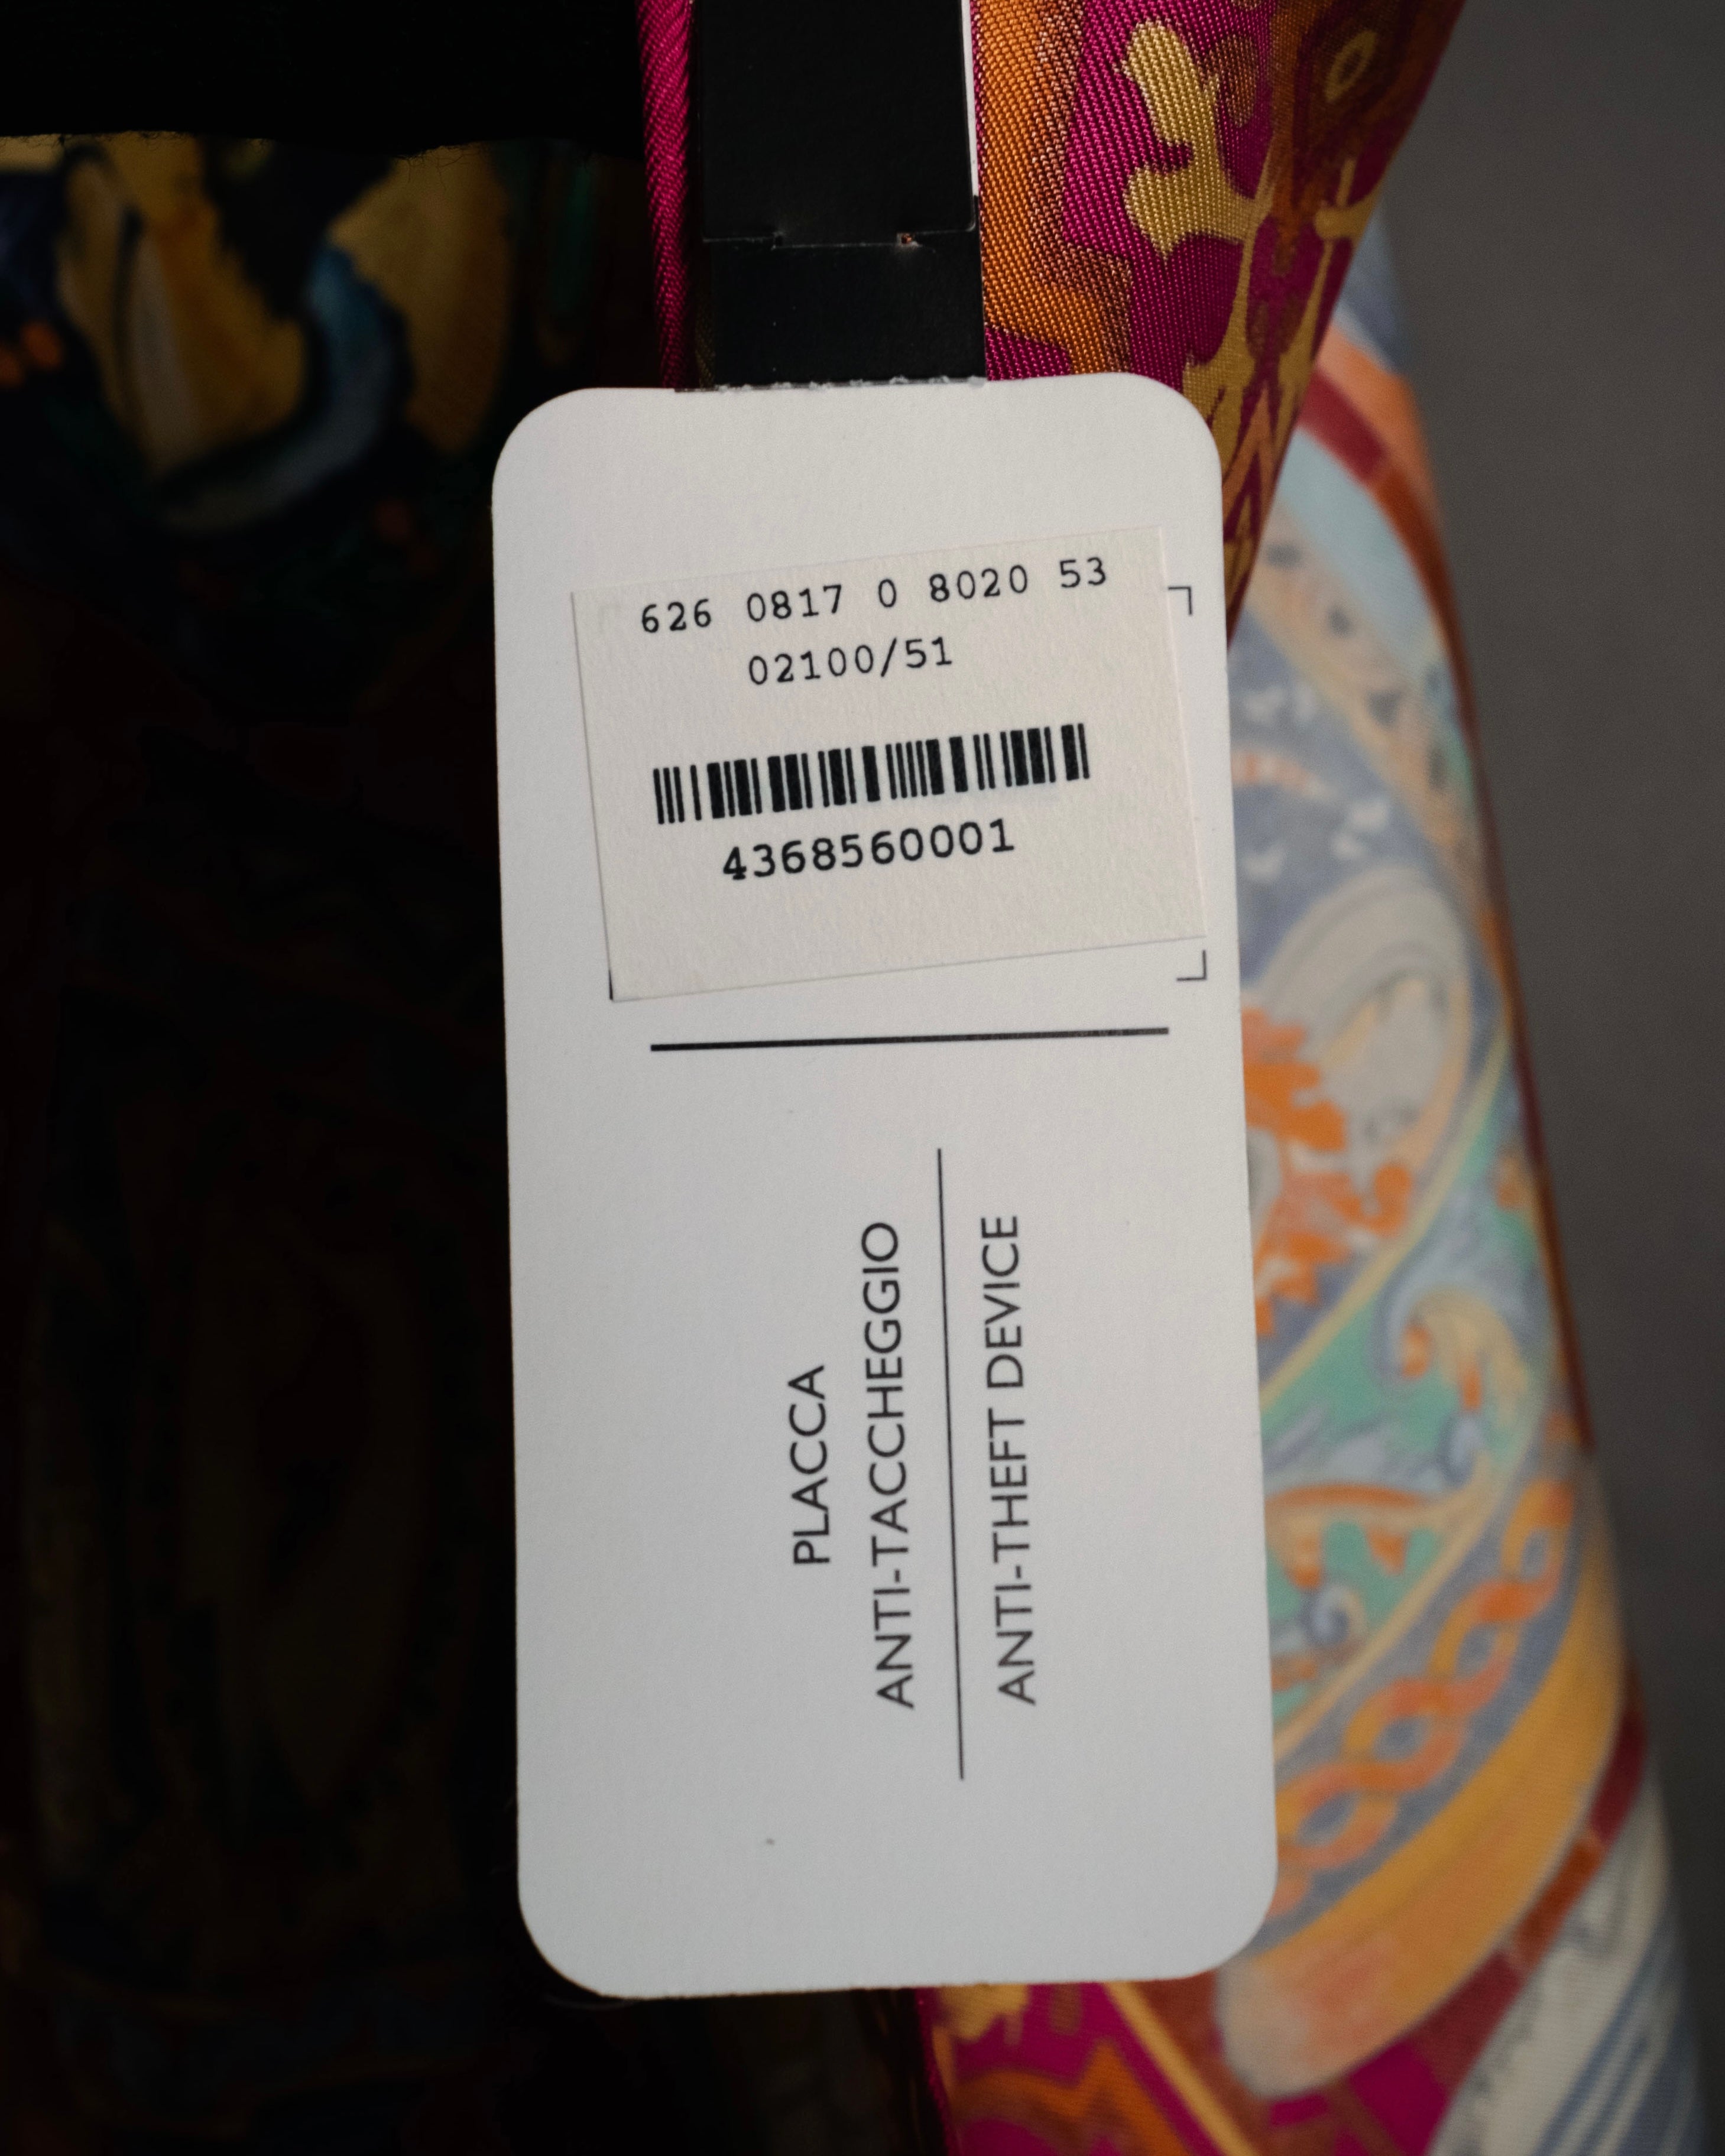 626 0817 0 8020 53
02100/51
4368560001
PLACCA
ANTI-TACCHEGGIO
ANTI-THEFT DEVICE